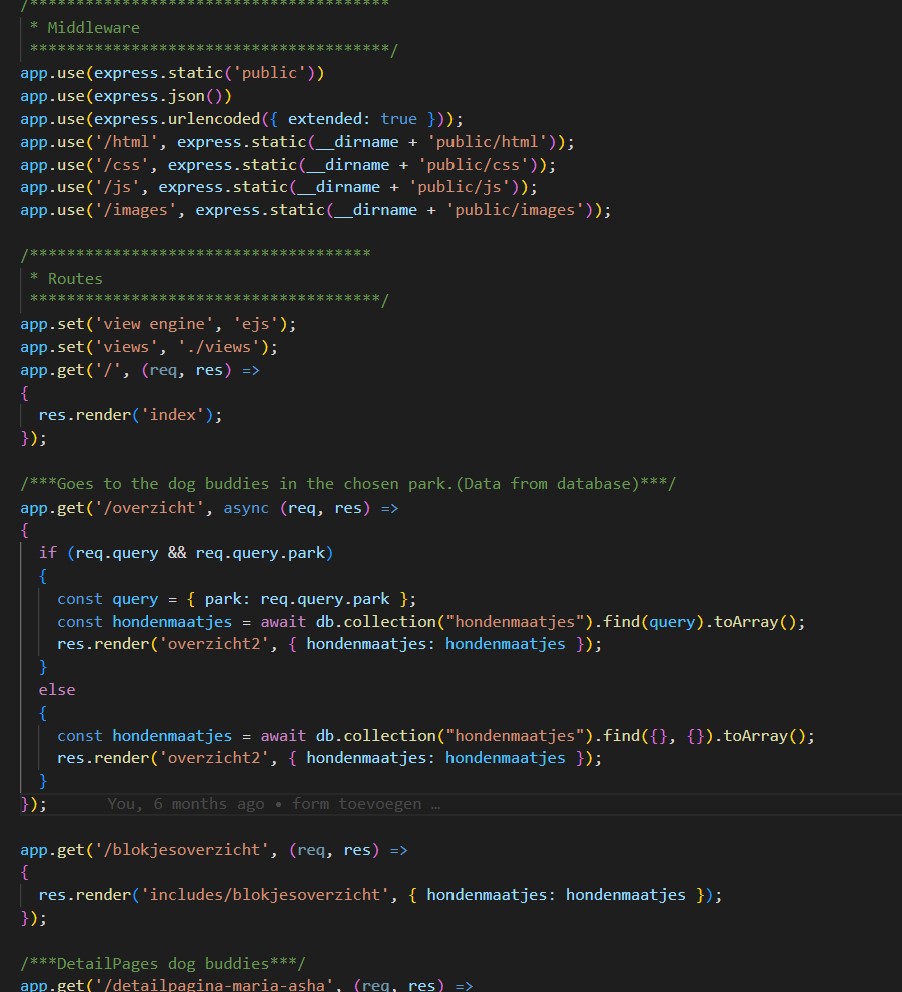 /***************************************
* Middleware
***************************************/
app.use(express.static('public'))
app.use(express.json())
app.use(express.urlencoded({ extended: true }));
app.use('/html', express.static(__dirname + 'public/html'));
app.use('/css', express.static(__dirname + 'public/css'));
app.use('/js', express.static(__dirname + 'public/js'));
app.use('/images', express.static(__dirname + 'public/images'));
/*************************************
* Routes
**************************************/
app.set('view engine', 'ejs');
app.set('views', './views');
app.get('/', (req, res) =>
{
res.render('index');
});
/***Goes to the dog buddies in the chosen park.(Data from database)***/
app.get('/overzicht', async (req, res) =>
{
if (req.query && req.query.park)
{
const query = { park: req.query.park };
const hondenmaatjes = await db.collection("hondenmaatjes").find(query).toArray();
res.render('overzicht2', { hondenmaatjes: hondenmaatjes });
}
else
{
const hondenmaatjes = await db.collection("hondenmaatjes").find({}, {}).toArray();
res.render('overzicht2', { hondenmaatjes: hondenmaatjes });
}
}); You, 6 months ago • form toevoegen …
app.get('/blokjesoverzicht', (req, res) =>
{
res.render('includes/blokjesoverzicht', { hondenmaatjes: hondenmaatjes });
});
/***DetailPages dog buddies***/
app.get('/detailpagina-maria-asha', (req, res) =>